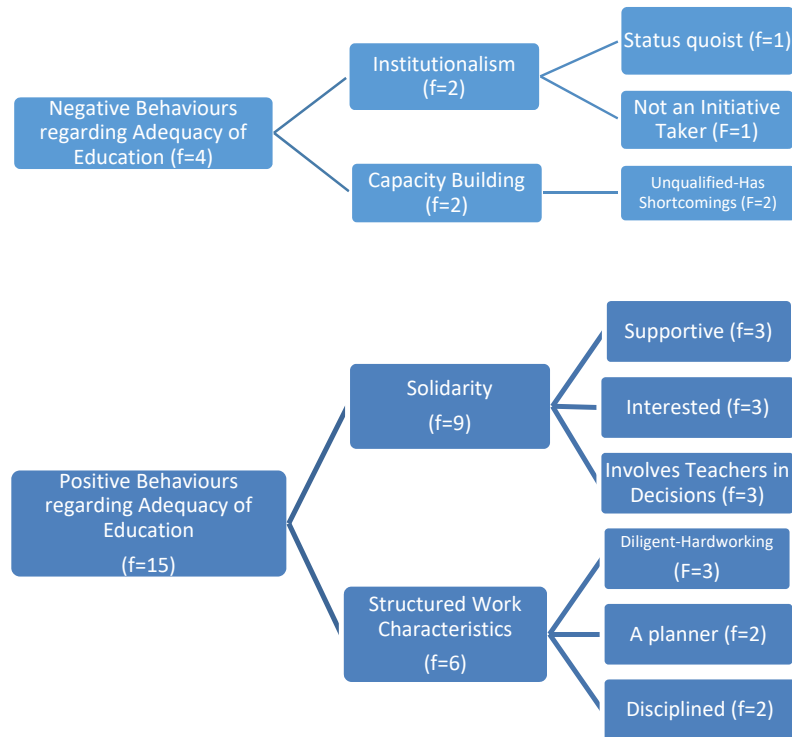 Negative Behaviours
regarding Adequacy of
Education (f=4)
Institutionalism
(f=2)
Status quoist (f=1)
Not an Initiative
Taker (F=1)
Capacity Building
(f=2)
Unqualified-Has
Shortcomings (F=2)
Positive Behaviours
regarding Adequacy of
Education
(f=15)
Solidarity
(f=9)
Supportive (f=3)
Interested (f=3)
Involves Teachers in
Decisions (f=3)
Structured Work
Characteristics
(f=6)
Diligent-Hardworking
(F=3)
A planner (f=2)
Disciplined (f=2)